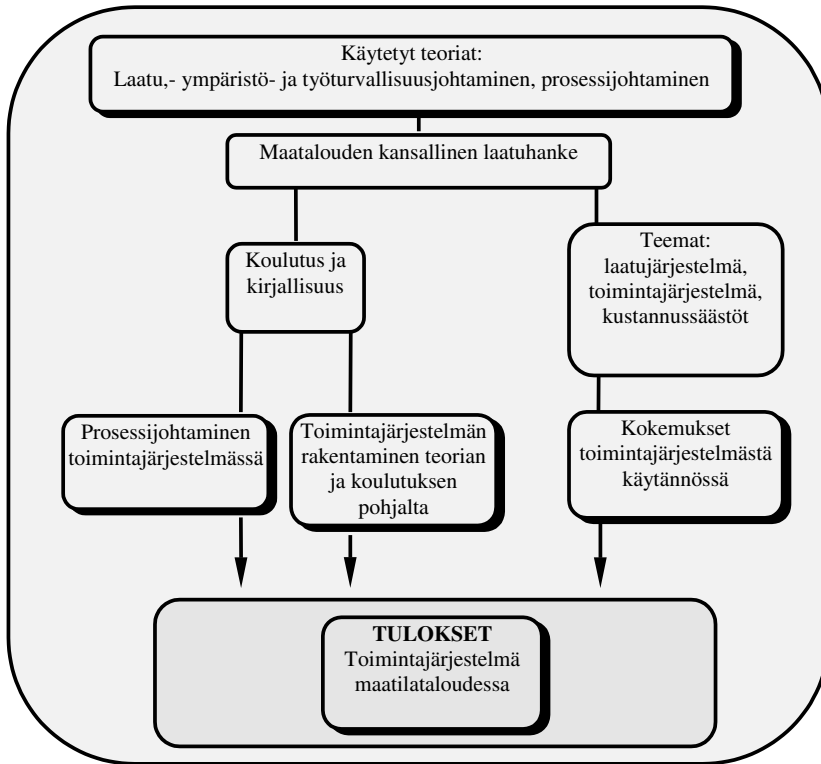 Käytetyt teoriat:
Laatu,- ympäristö- ja työturvallisuusjohtaminen, prosessijohtaminen
Maatalouden kansallinen laatuhanke
Koulutus ja
kirjallisuus
Teemat:
laatujärjestelmä,
toimintajärjestelmä,
kustannussäästöt
Prosessijohtaminen
toimintajärjestelmässä
Toimintajärjestelmän
rakentaminen teorian
ja koulutuksen
pohjalta
Kokemukset
toimintajärjestelmästä
käytännössä
TULOKSET
Toimintajärjestelmä
maatilataloudessa